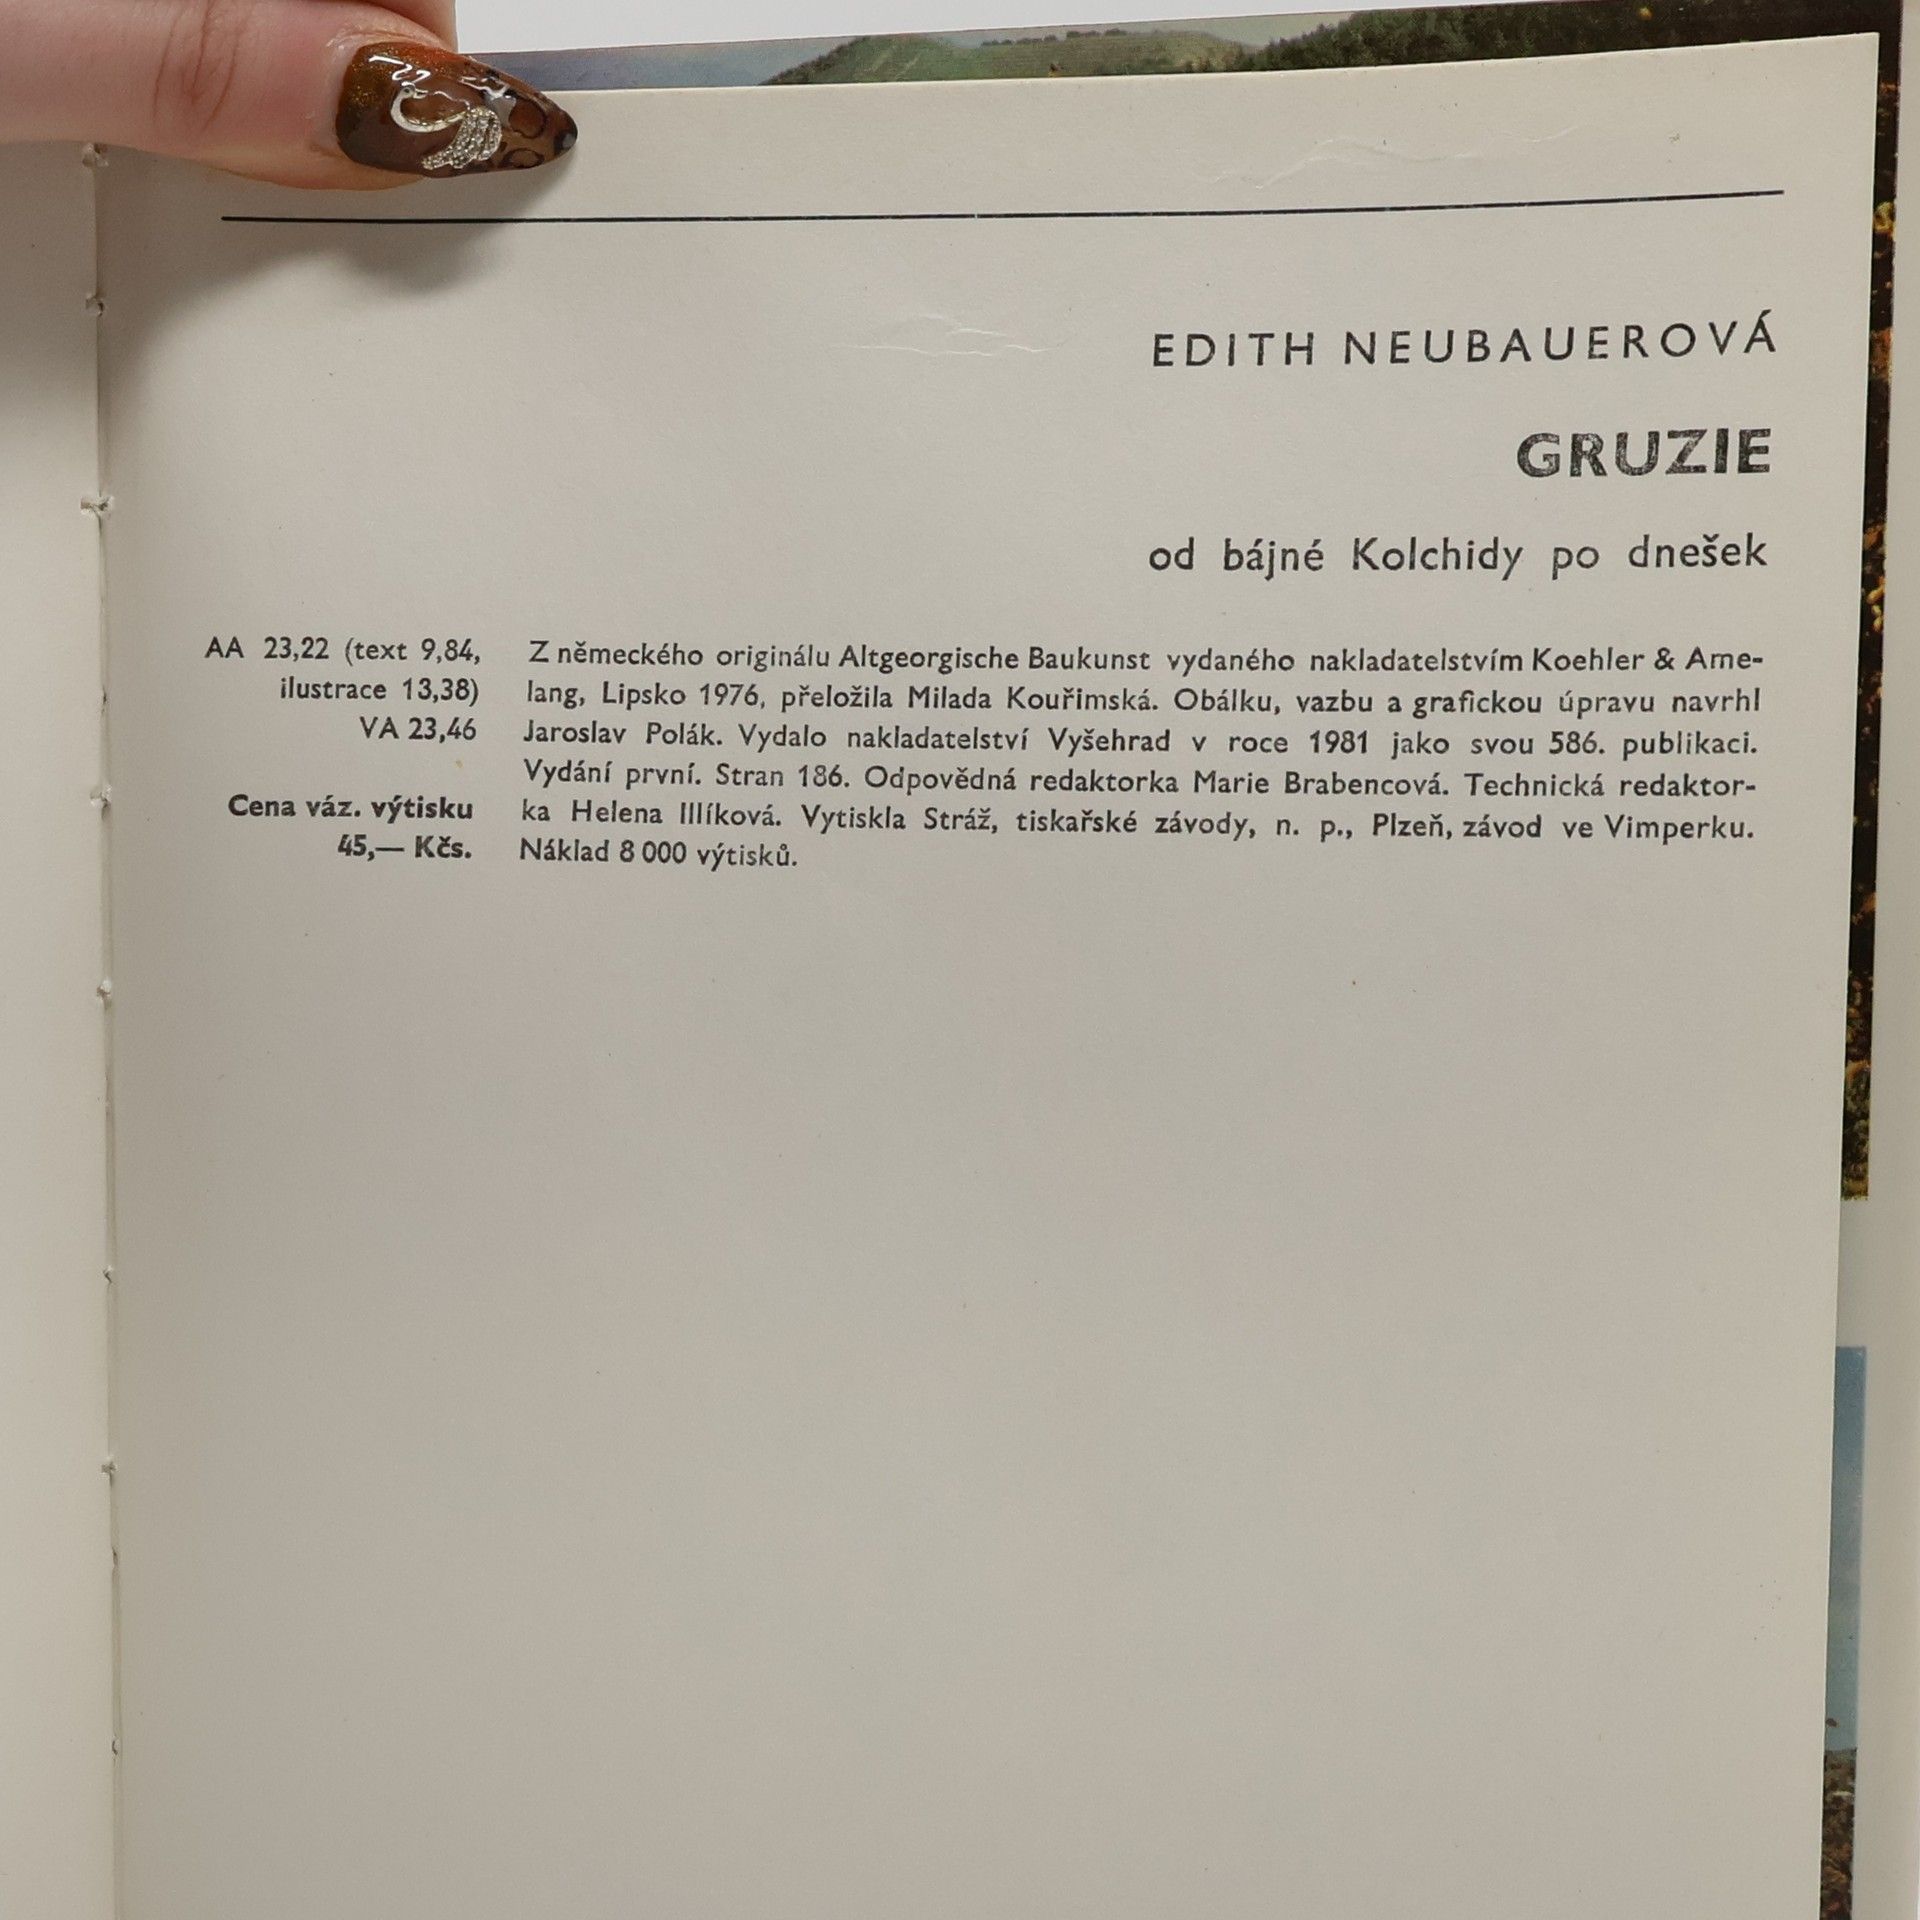 EDITH NEUBAUEROVÁ
GRUZIE
od bájné Kolchidy po dnešek
AA 23,22 (text 9,84,
ilustrace 13,38)
VA 23,46
Cena váz. výtisku
45,— Kčs.
Z německého originálu Altgeorgische Baukunst vydaného nakladatelstvím Koehler & Ame-
lang, Lipsko 1976, přeložila Milada Kouřimská. Obálku, vazbu a grafickou úpravu navrhl
Jaroslav Polák. Vydalo nakladatelství Vyšehrad v roce 1981 jako svou 586. publikaci.
Vydání první. Stran 186. Odpovědná redaktorka Marie Brabencová. Technická redaktor-
ka Helena Illíková. Vytiskla Stráž, tiskařské závody, n. p., Plzeň, závod ve Vimperku.
Náklad 8 000 výtisků.